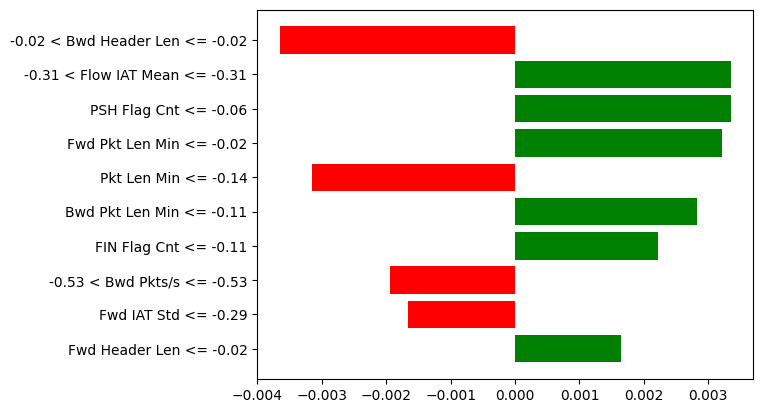 -0.02 < Bwd Header Len <= -0.02
-0.31 < Flow IAT Mean <= -0.31
PSH Flag Cnt <= -0.06
Fwd Pkt Len Min <= -0.02
Pkt Len Min <= -0.14
Bwd Pkt Len Min <= -0.11
FIN Flag Cnt <= -0.11
-0.53 < Bwd Pkts/s <= -0.53
Fwd IAT Std <= -0.29
Fwd Header Len <= -0.02
−0.004 −0.003 −0.002 −0.001 0.000 0.001 0.002 0.003